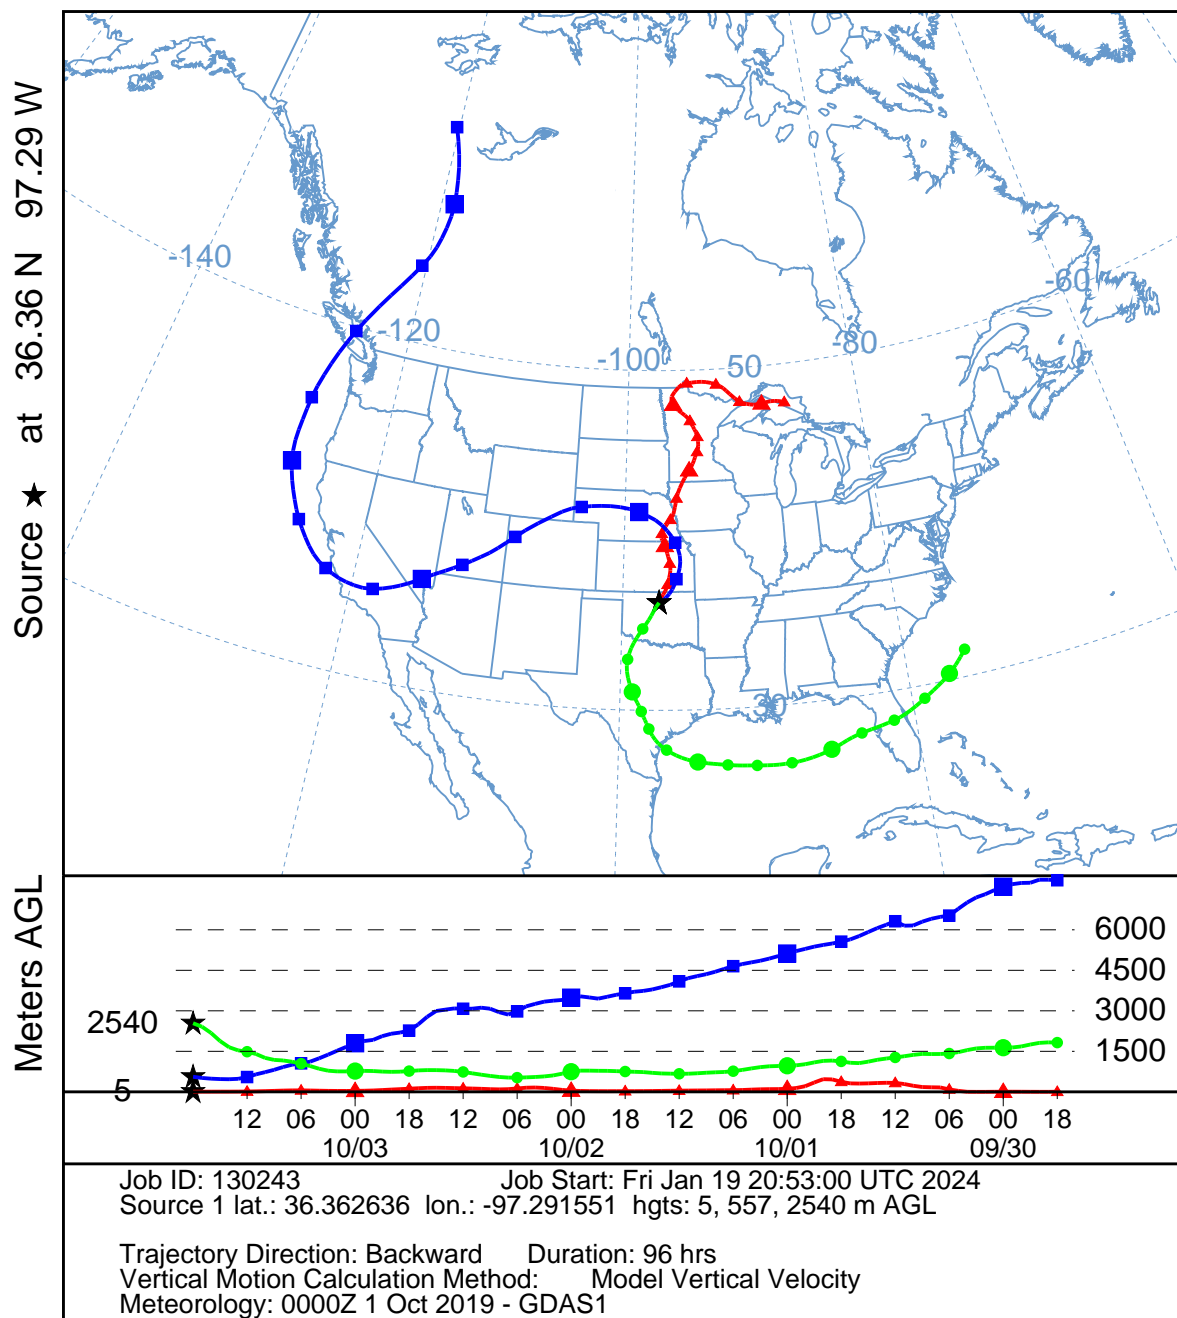 Source ★ at 36.36 N 97.29 W
-140
-120
-100
50
-80
-60
30
Meters AGL
6000
4500
3000
1500
2540
5
12 06 00 18 12 06 00 18 12 06 00 18 12 06 00 18
10/03 10/02 10/01 09/30
Job ID: 130243 Job Start: Fri Jan 19 20:53:00 UTC 2024
Source 1 lat.: 36.362636 lon.: -97.291551 hgts: 5, 557, 2540 m AGL
Trajectory Direction: Backward Duration: 96 hrs
Vertical Motion Calculation Method: Model Vertical Velocity
Meteorology: 0000Z 1 Oct 2019 - GDAS1